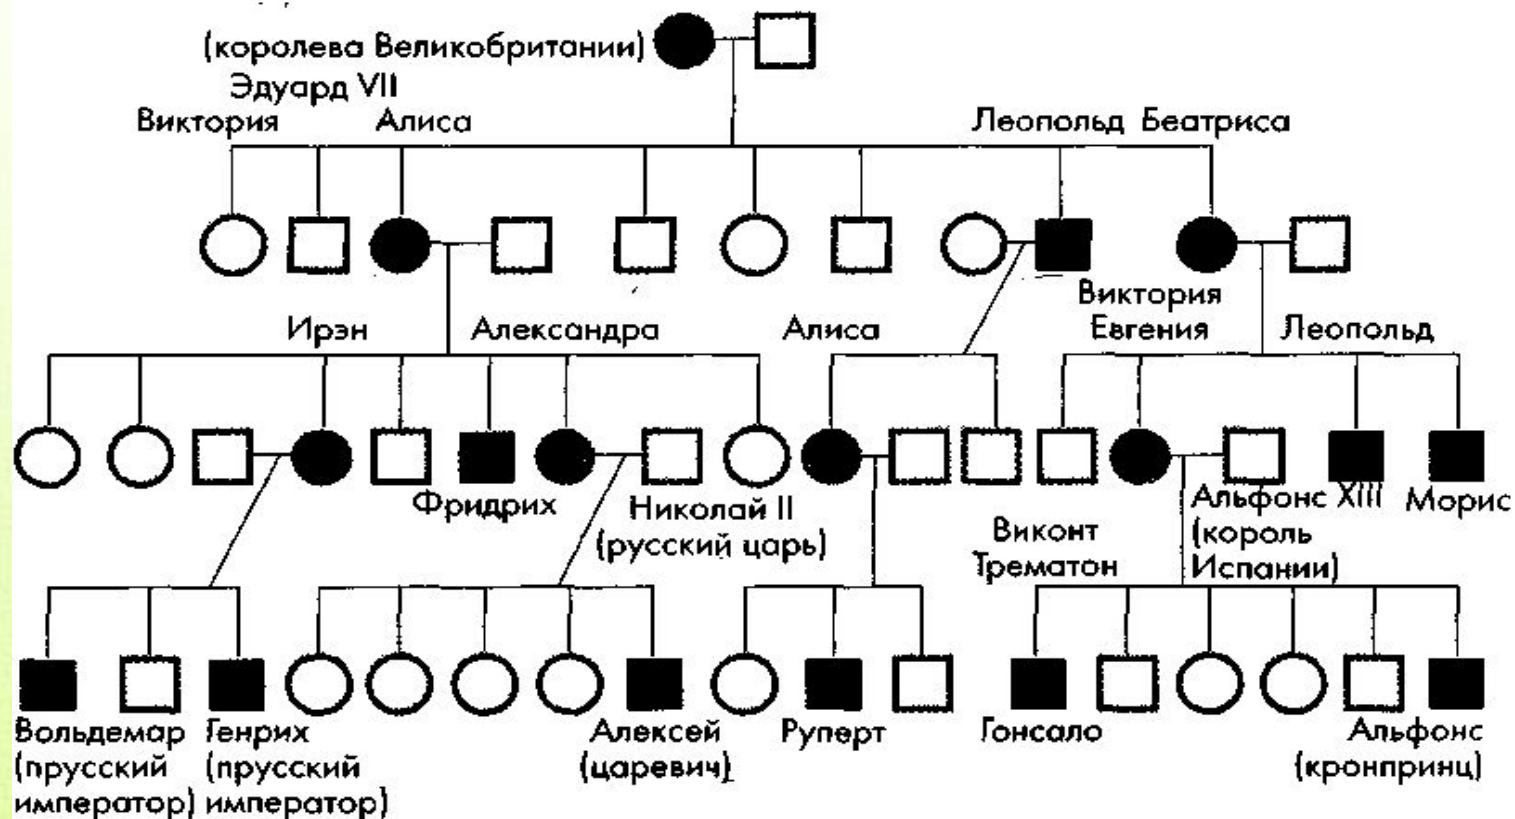 (королева Великобритании)
Эдуард VII
Виктория Алиса Леопольд Беатриса
Виктория
Ирэн Александра Алиса Евгения Леопольд
Фридрих Николай II Альфонс XIII Морис
(русский царь) Виконт (король
Трематон Испании)
Вольдемар Генрих Алексей Руперт Гонсало Альфонс
(прусский (прусский (царевич) (кронпринц)
император) император)